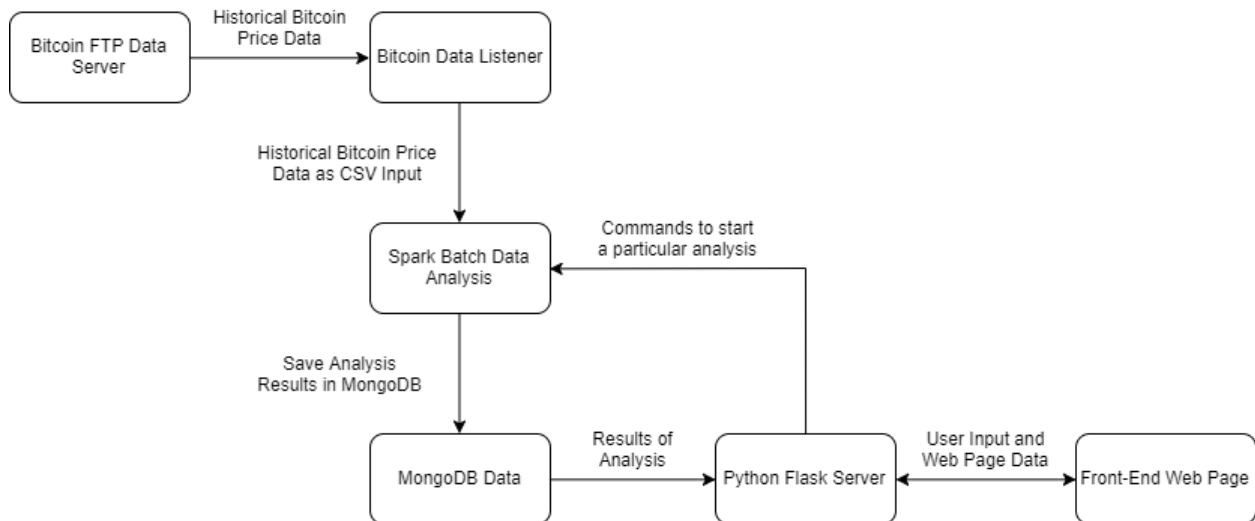 Historical Bitcoin
Price Data
Bitcoin FTP Data
Server
Bitcoin Data Listener
Historical Bitcoin Price
Data as CSV Input
Commands to start
a particular analysis
Spark Batch Data
Analysis
Save Analysis
Results in MongoDB
MongoDB Data
Results of
Analysis
Python Flask Server
User Input and
Web Page Data
Front-End Web Page